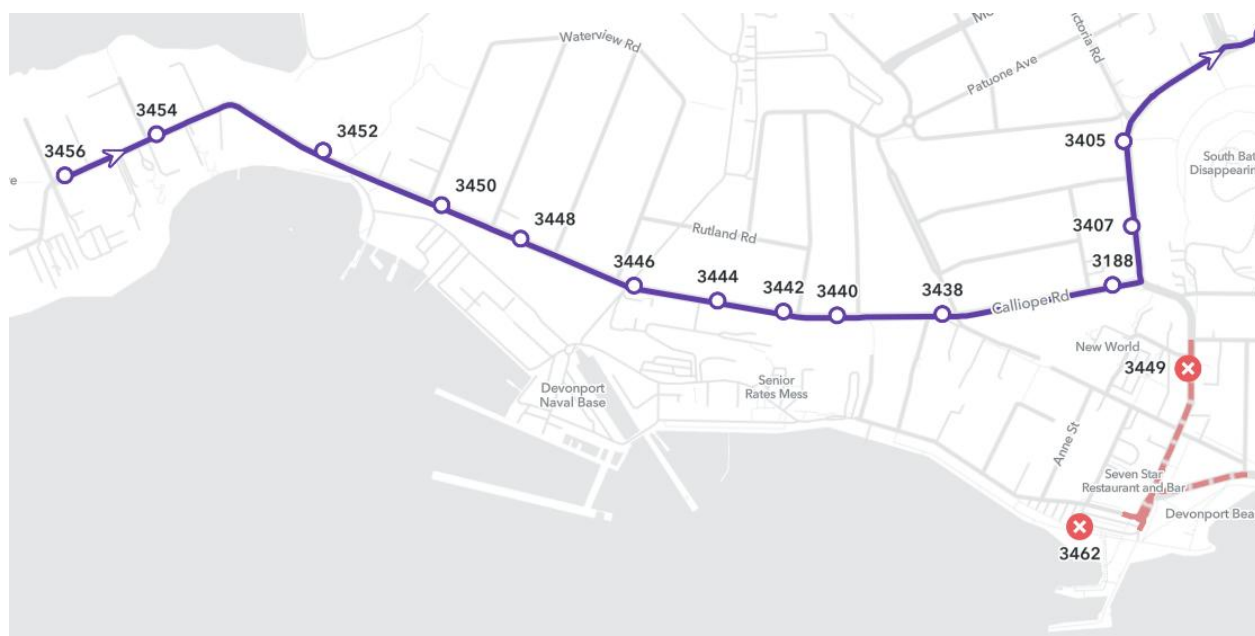 Waterview Rd
Victoria Rd
Patuone Ave
3454
3452
3456
3405
South Bat
Disappearin
3450
3448
3407
Rutland Rd
3446
3444
3442
3440
3438
3188
Calliope Rd
New World
3449
Devonport
Naval Base
Senior
Rates Mess
Anne St
Seven Star
Restaurant and Bar
Devonport Bea
3462